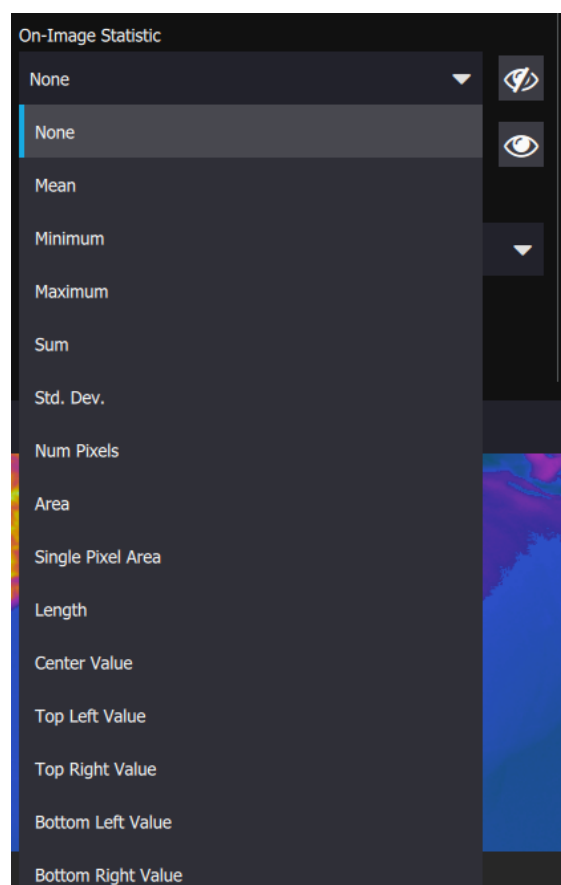 On-Image Statistic
None
None
Mean
Minimum
Maximum
Sum
Std. Dev.
Num Pixels
Area
Single Pixel Area
Length
Center Value
Top Left Value
Top Right Value
Bottom Left Value
Bottom Right Value